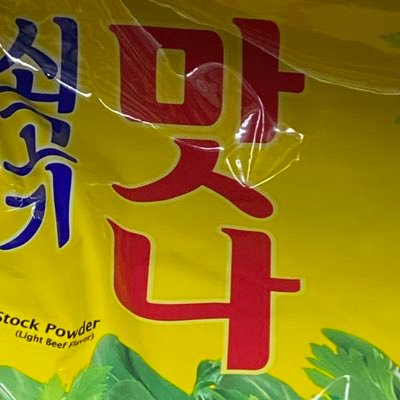 쇠고기
맛나
Stock Powder
(Light Beef Flavor)